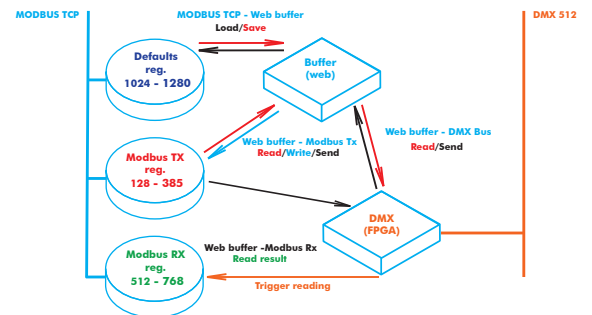 MODBUS TCP
MODBUS TCP - Web buffer
DMX 512
Load/Save
Defaults
reg.
1024 - 1280
Buffer
(web)
Web buffer - DMX Bus
Read/Send
Web buffer - Modbus Tx
Read/Write/Send
Modbus TX
reg.
128 - 385
DMX
(FPGA)
Web buffer -Modbus Rx
Read result
Modbus RX
reg.
512 - 768
Trigger reading